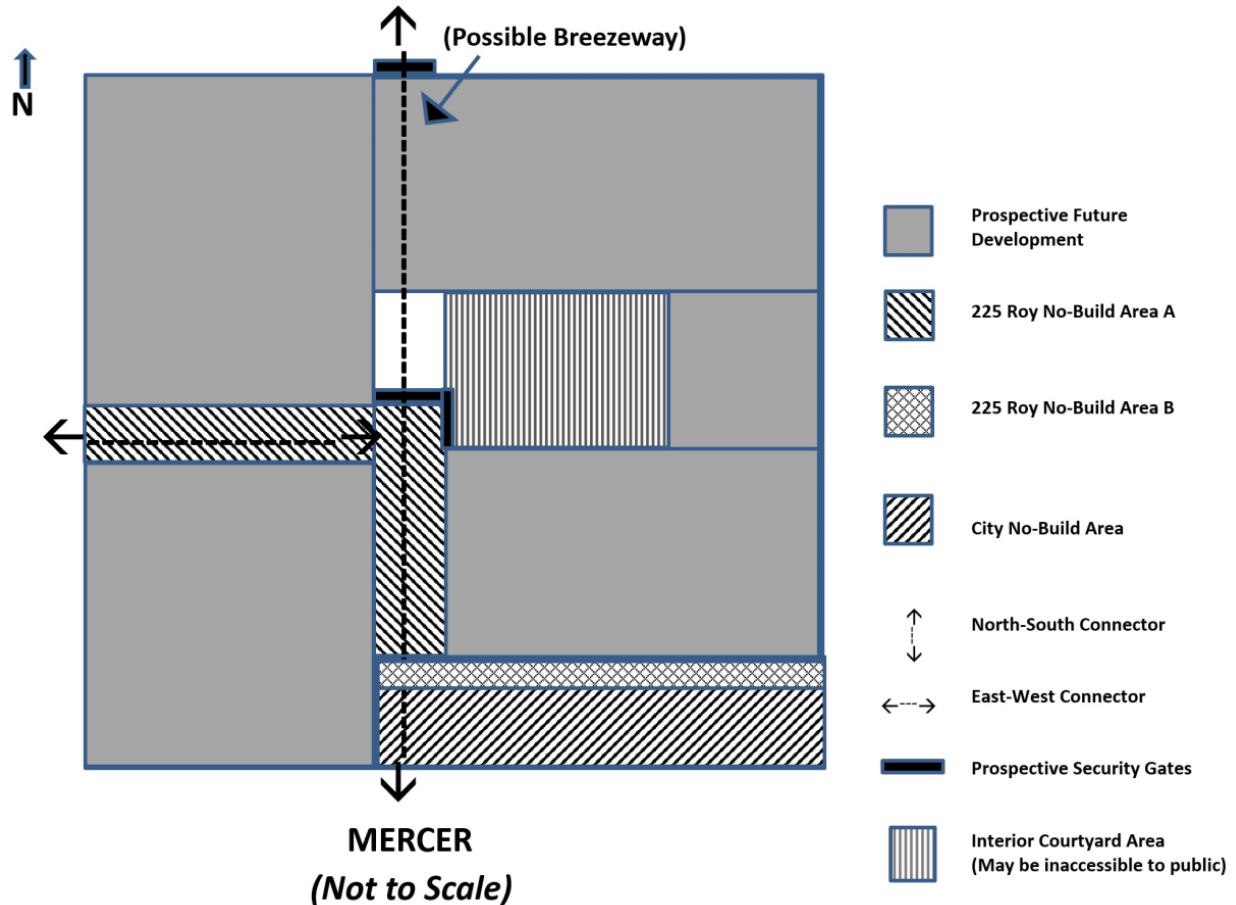 (Possible Breezeway)
N
Prospective Future
Development
225 Roy No-Build Area A
225 Roy No-Build Area B
City No-Build Area
North-South Connector
East-West Connector
Prospective Security Gates
Interior Courtyard Area
(May be inaccessible to public)
MERCER
(Not to Scale)